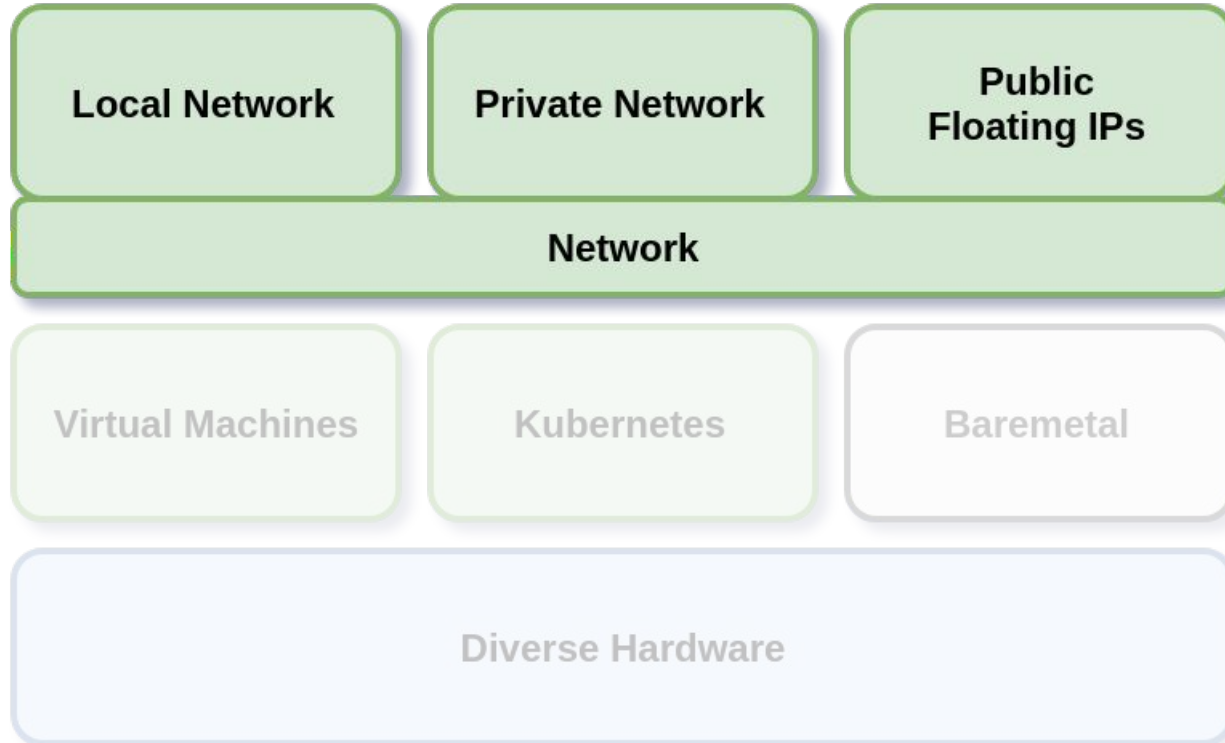 Local Network
Private Network
Public
Floating IPs
Network
Virtual Machines
Kubernetes
Baremetal
Diverse Hardware